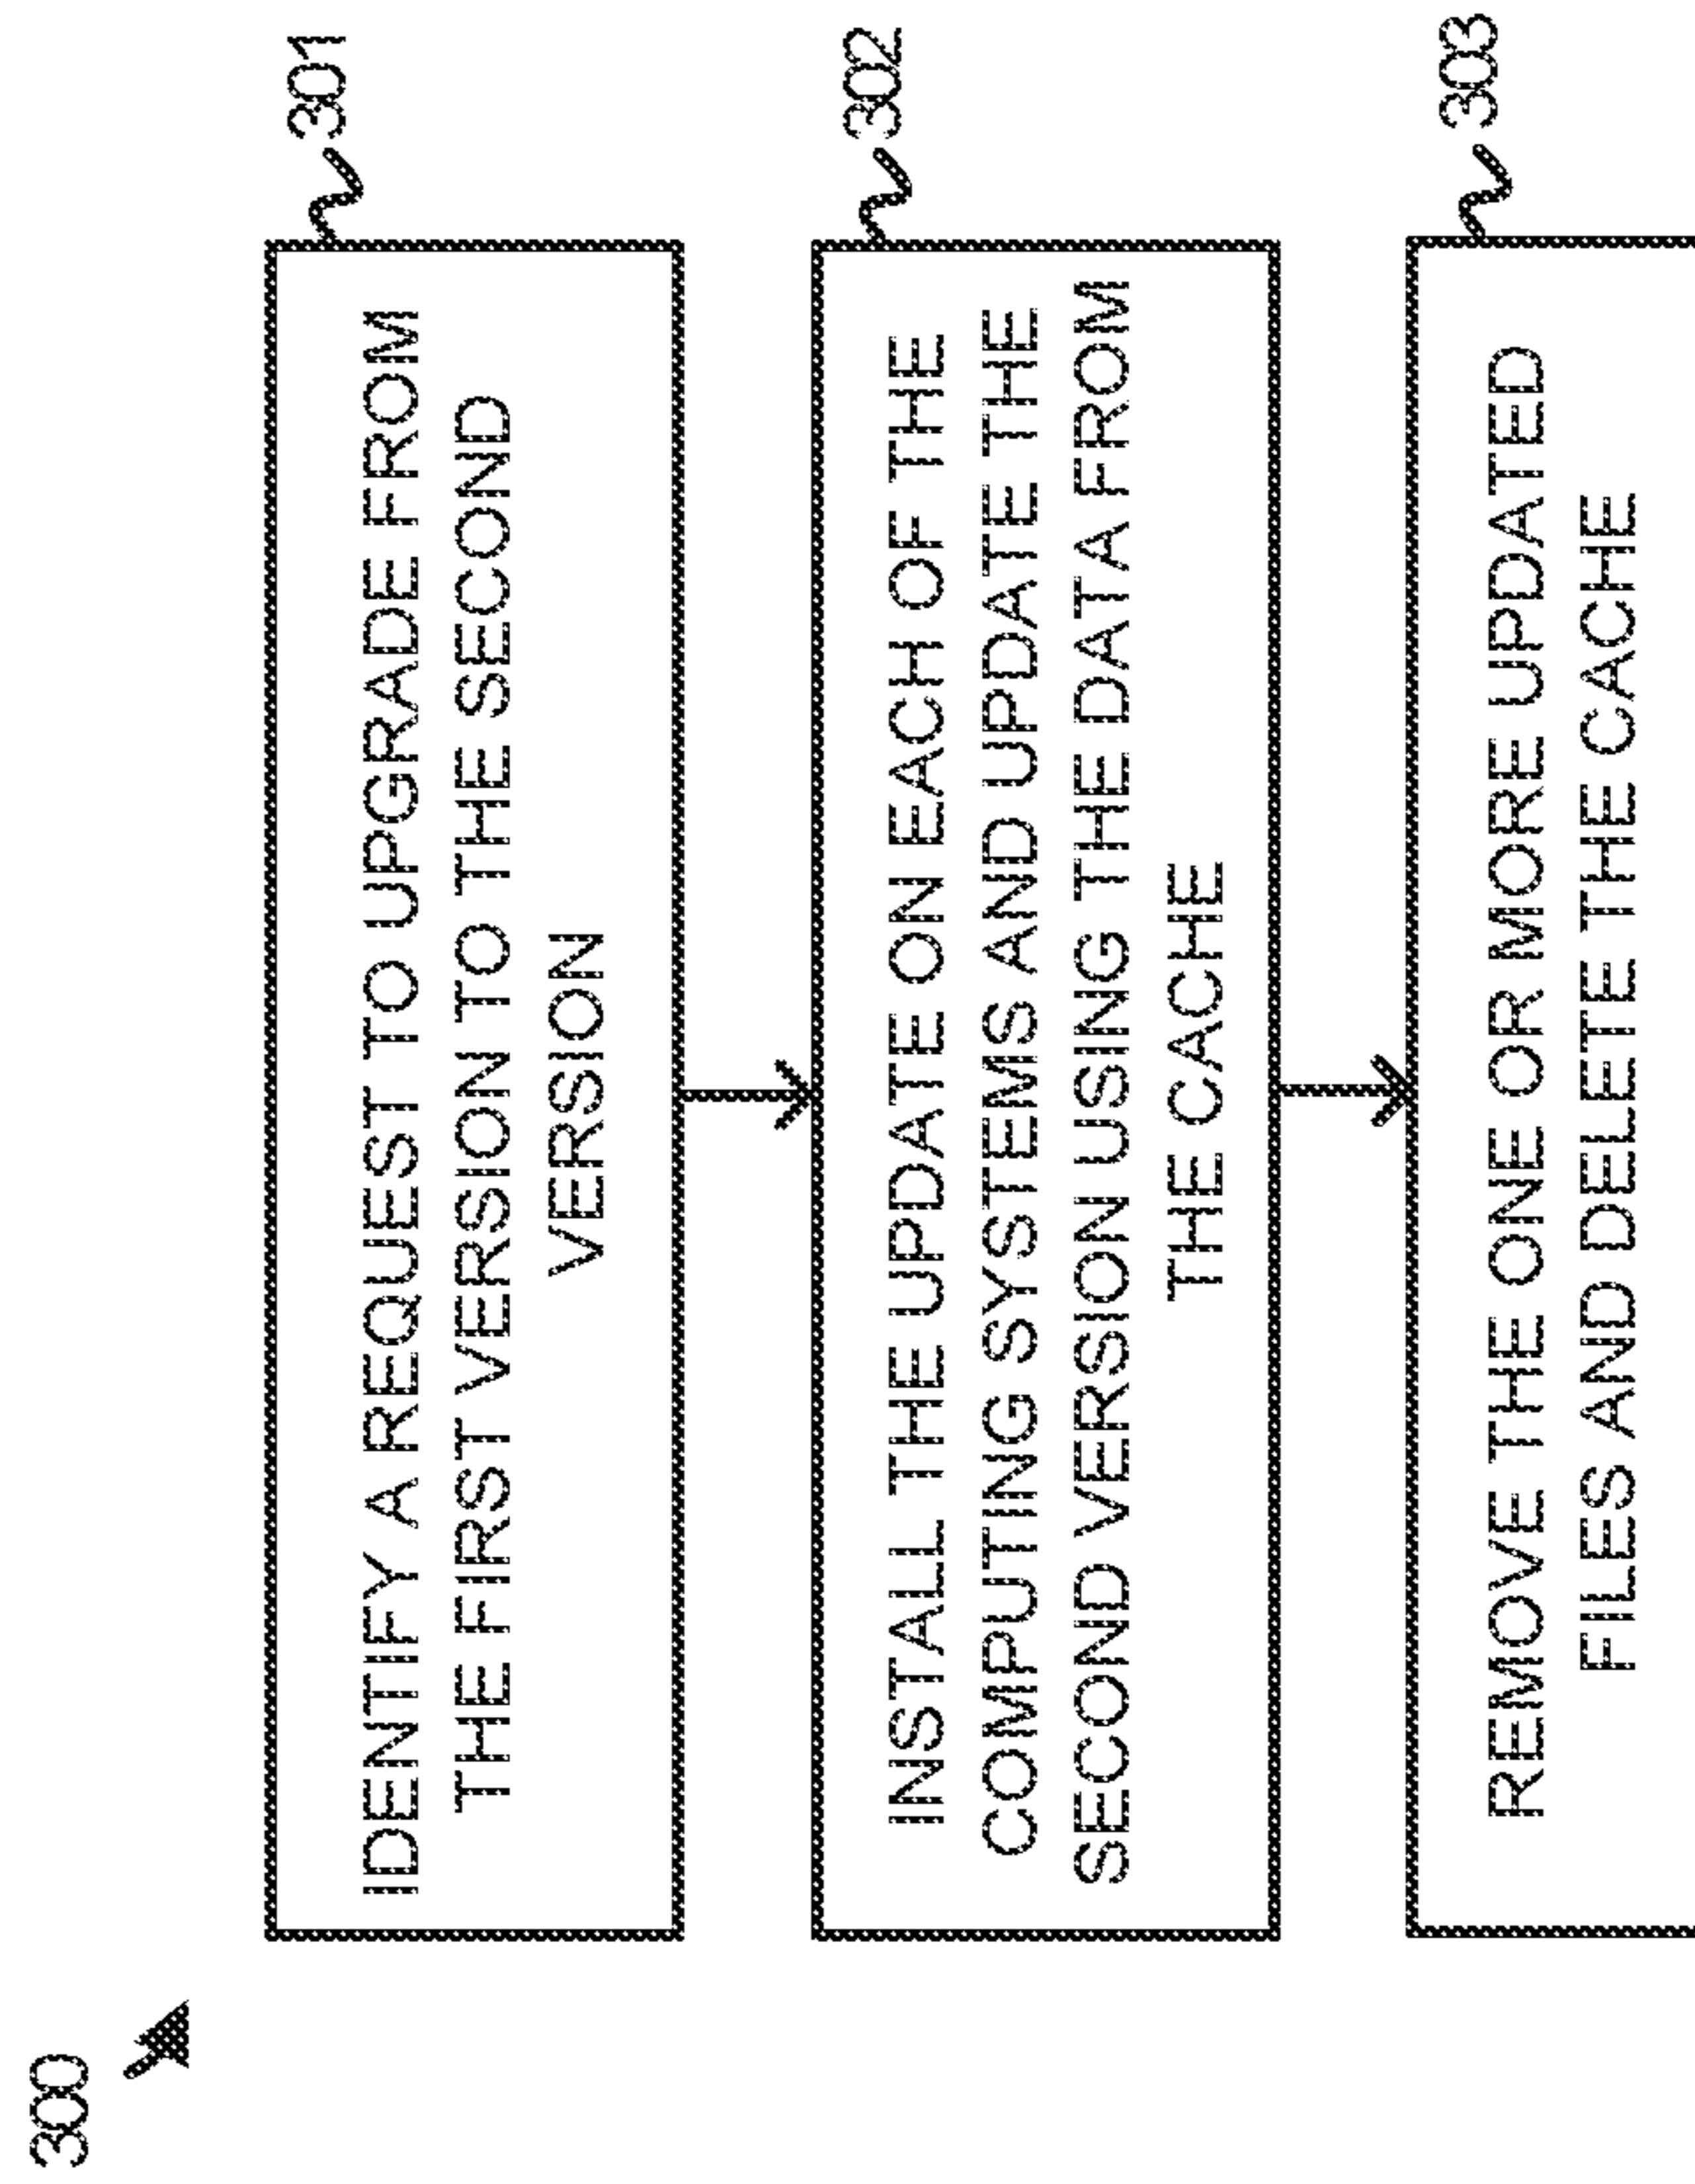 300
301
IDENTIFY A REQUEST TO UPGRADE FROM
THE FIRST VERSION TO THE SECOND
VERSION
302
INSTALL THE UPDATE ON EACH OF THE
COMPUTING SYSTEMS AND UPDATE THE
SECOND VERSION USING THE DATA FROM
THE CACHE
303
REMOVE THE ONE OR MORE UPDATED
FILES AND DELETE THE CACHE